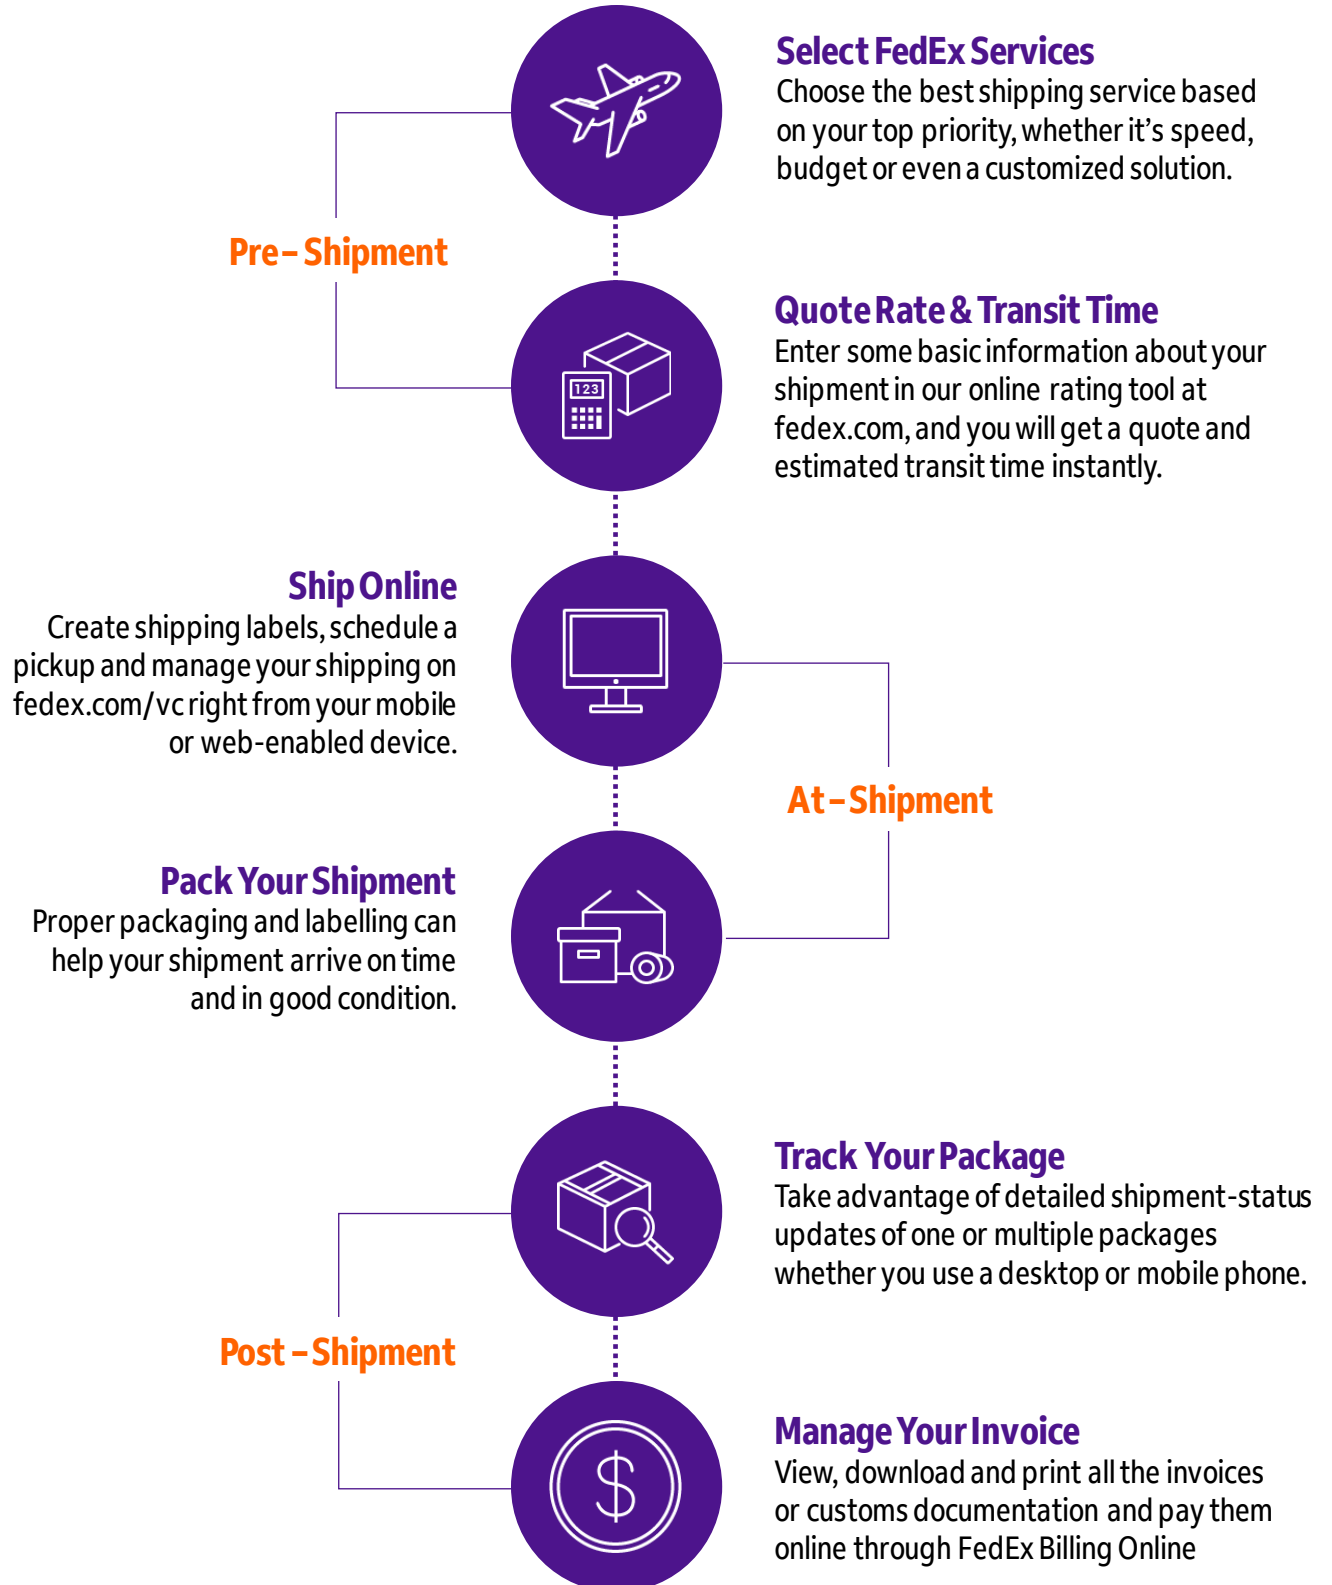 Select FedEx Services
Choose the best shipping service based
on your top priority, whether it's speed,
budget or even a customized solution.
Pre – Shipment
Quote Rate & Transit Time
Enter some basic information about your
shipment in our online rating tool at
fedex.com, and you will get a quote and
estimated transit time instantly.
123
Ship Online
Create shipping labels, schedule a
pickup and manage your shipping on
fedex.com/vc right from your mobile
or web-enabled device.
At – Shipment
Pack Your Shipment
Proper packaging and labelling can
help your shipment arrive on time
and in good condition.
Track Your Package
Take advantage of detailed shipment-status
updates of one or multiple packages
whether you use a desktop or mobile phone.
Post – Shipment
Manage Your Invoice
View, download and print all the invoices
or customs documentation and pay them
online through FedEx Billing Online
$